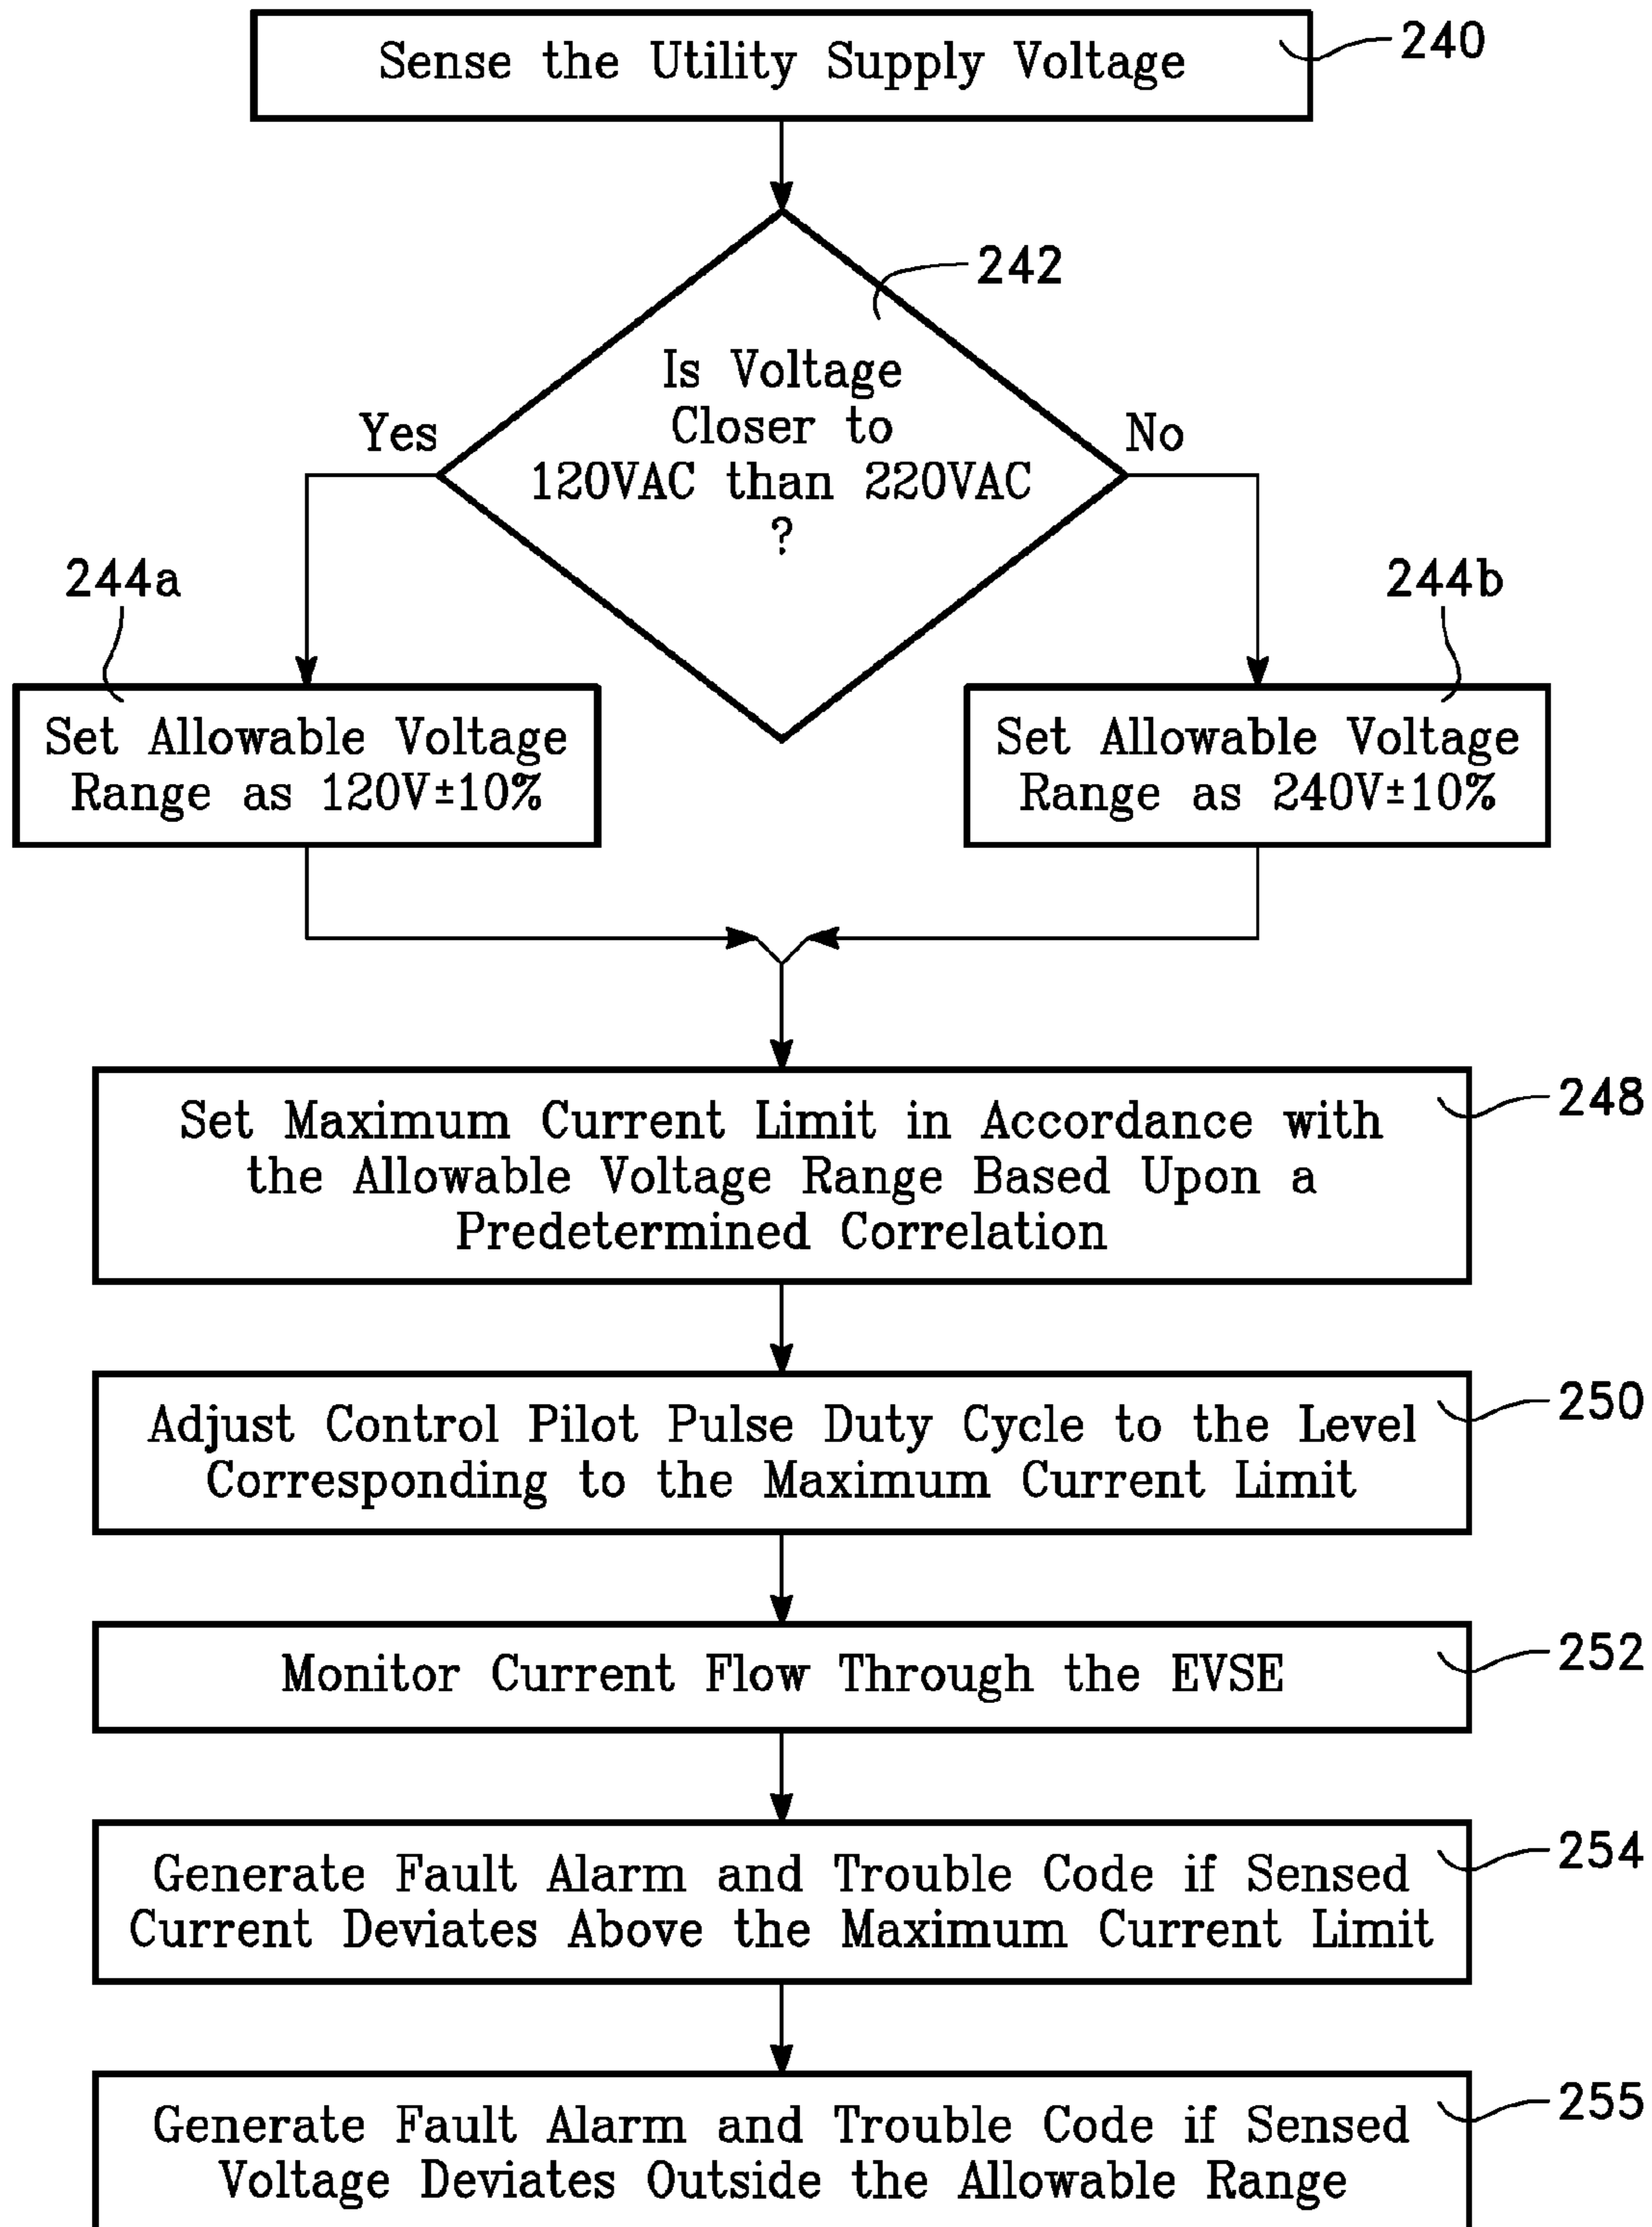 Sense the Utility Supply Voltage
240
242
Is Voltage
Closer to
120VAC than 220VAC
?
Yes
No
244a
244b
Set Allowable Voltage
Range as 120V±10%
Set Allowable Voltage
Range as 240V±10%
Set Maximum Current Limit in Accordance with
the Allowable Voltage Range Based Upon a
Predetermined Correlation
248
Adjust Control Pilot Pulse Duty Cycle to the Level
Corresponding to the Maximum Current Limit
250
Monitor Current Flow Through the EVSE
252
Generate Fault Alarm and Trouble Code if Sensed
Current Deviates Above the Maximum Current Limit
254
Generate Fault Alarm and Trouble Code if Sensed
Voltage Deviates Outside the Allowable Range
255